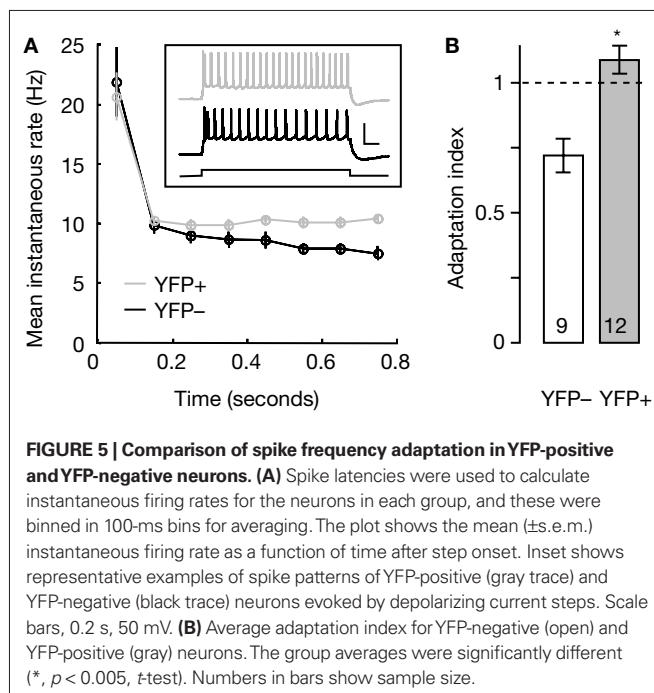 A
B
25
20
15
10
5
0
Mean instantaneous rate (Hz)
YFP+
YFP−
0
0.2
0.4
0.6
0.8
Time (seconds)
*
1
0.5
0
Adaptation index
9
12
YFP− YFP+
FIGURE 5 | Comparison of spike frequency adaptation in YFP-positive
and YFP-negative neurons. (A) Spike latencies were used to calculate
instantaneous firing rates for the neurons in each group, and these were
binned in 100-ms bins for averaging. The plot shows the mean (±s.e.m.)
instantaneous firing rate as a function of time after step onset. Inset shows
representative examples of spike patterns of YFP-positive (gray trace) and
YFP-negative (black trace) neurons evoked by depolarizing current steps. Scale
bars, 0.2 s, 50 mV. (B) Average adaptation index for YFP-negative (open) and
YFP-positive (gray) neurons. The group averages were significantly different
(*, p < 0.005, t-test). Numbers in bars show sample size.